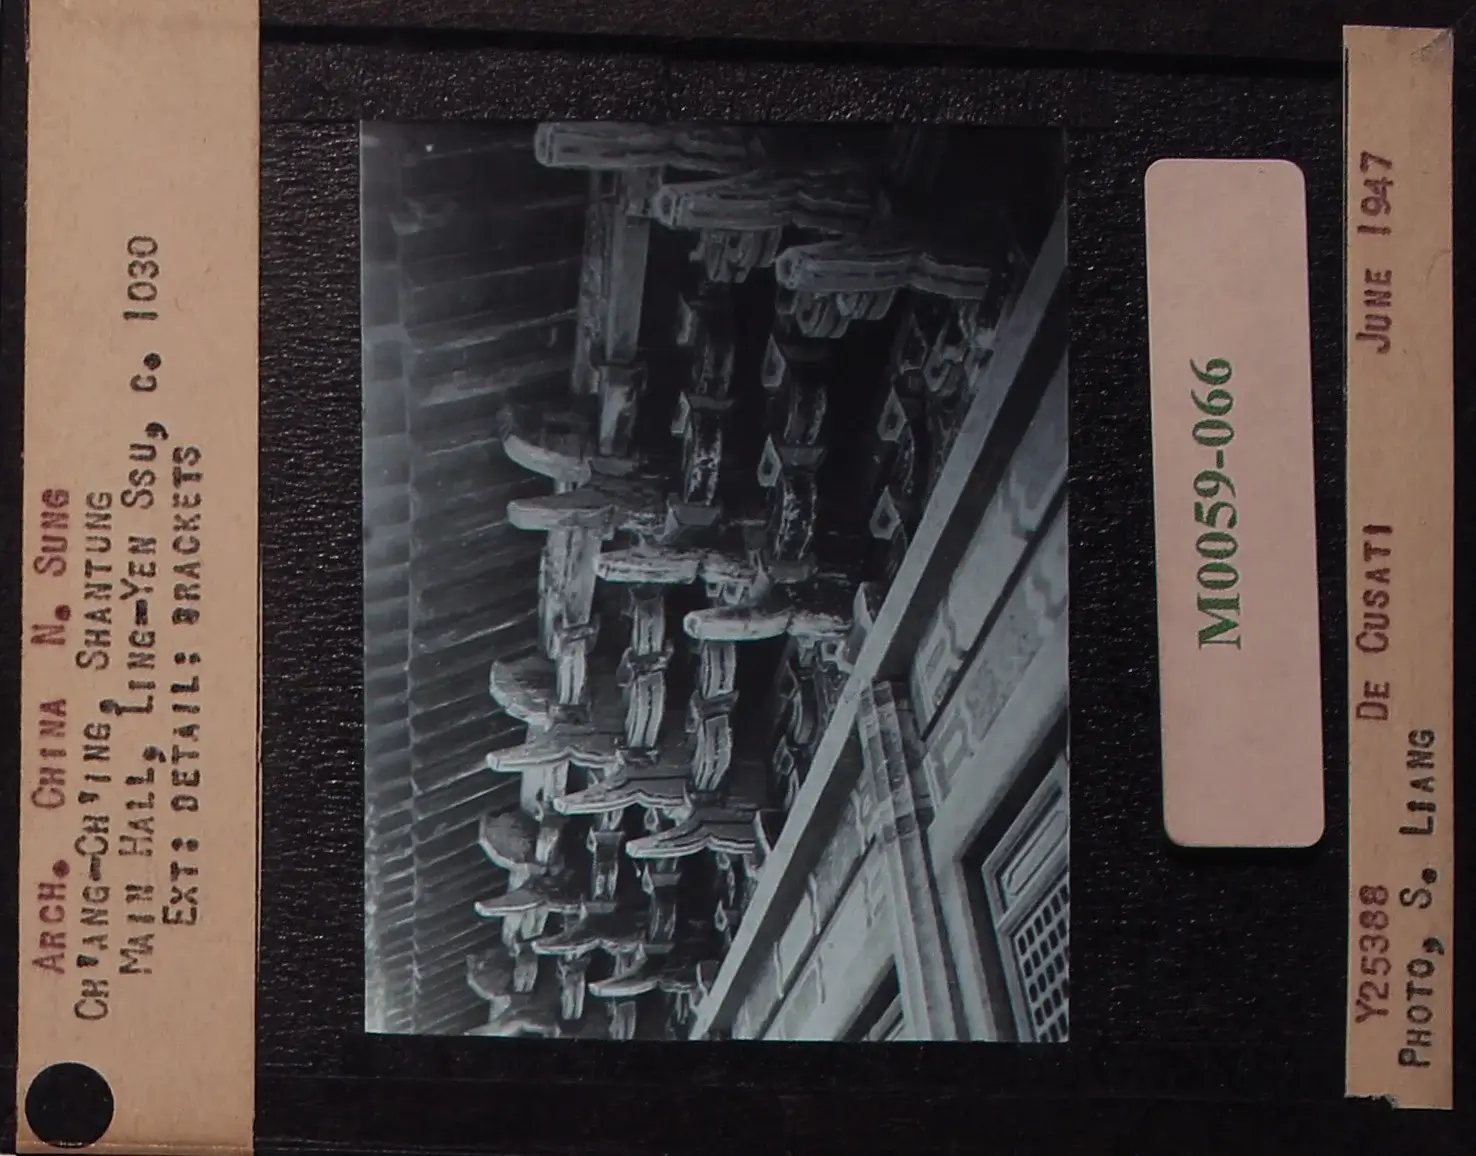 ARCH. CHINA N. SUNG
CH'ANG-CH'ING, SHANTUNG
MAIN HALL, LING-YEN SSU, C. 1030
EXT: DETAIL: BRACKETS
M0059-066
Y25388 DE CUSATI JUNE 1947
PHOTO, S. LIANG